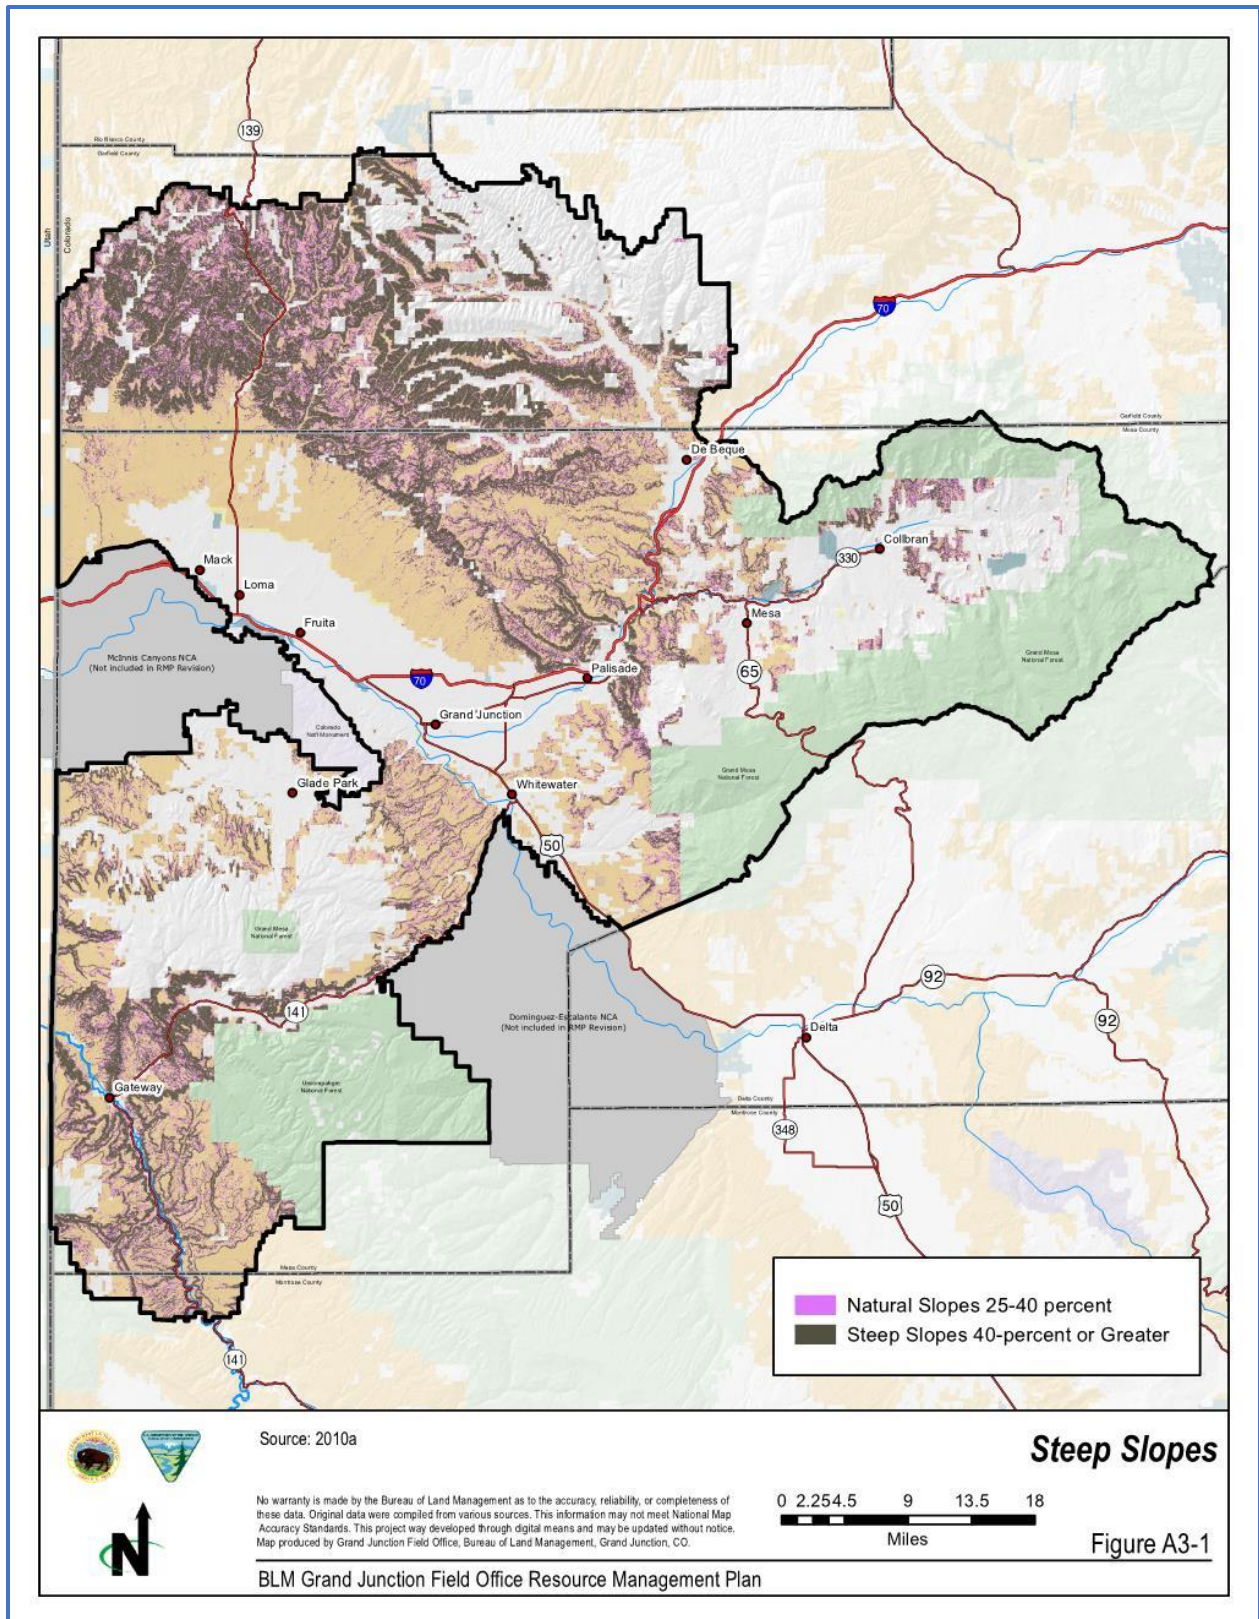 139
Rio Blanco County
Garfield County
Utah
Colorado
70
Garfield County
Mesa County
De Beque
Collbran
330
Mack
Loma
Mesa
Fruita
McInnis Canyons NCA
(Not included in RMP Revision)
Grand Mesa
National Forest
65
Palisade
70
Grand Junction
Colorado
Nat'l Monument
Grand Mesa
National Forest
Glade Park
Whitewater
50
Grand Mesa
National Forest
92
141
Dominguez-Escalante NCA
(Not included in RMP Revision)
92
Delta
Gateway
Uncompahgre
National Forest
Delta County
Montrose County
348
50
Mesa County
Montrose County
141
Natural Slopes 25-40 percent
Steep Slopes 40-percent or Greater
Source: 2010a
Steep Slopes
No warranty is made by the Bureau of Land Management as to the accuracy, reliability, or completeness of
these data. Original data were compiled from various sources. This information may not meet National Map
Accuracy Standards. This project way developed through digital means and may be updated without notice.
Map produced by Grand Junction Field Office, Bureau of Land Management, Grand Junction, CO.
0 2.25 4.5 9 13.5 18
Miles
N
Figure A3-1
BLM Grand Junction Field Office Resource Management Plan